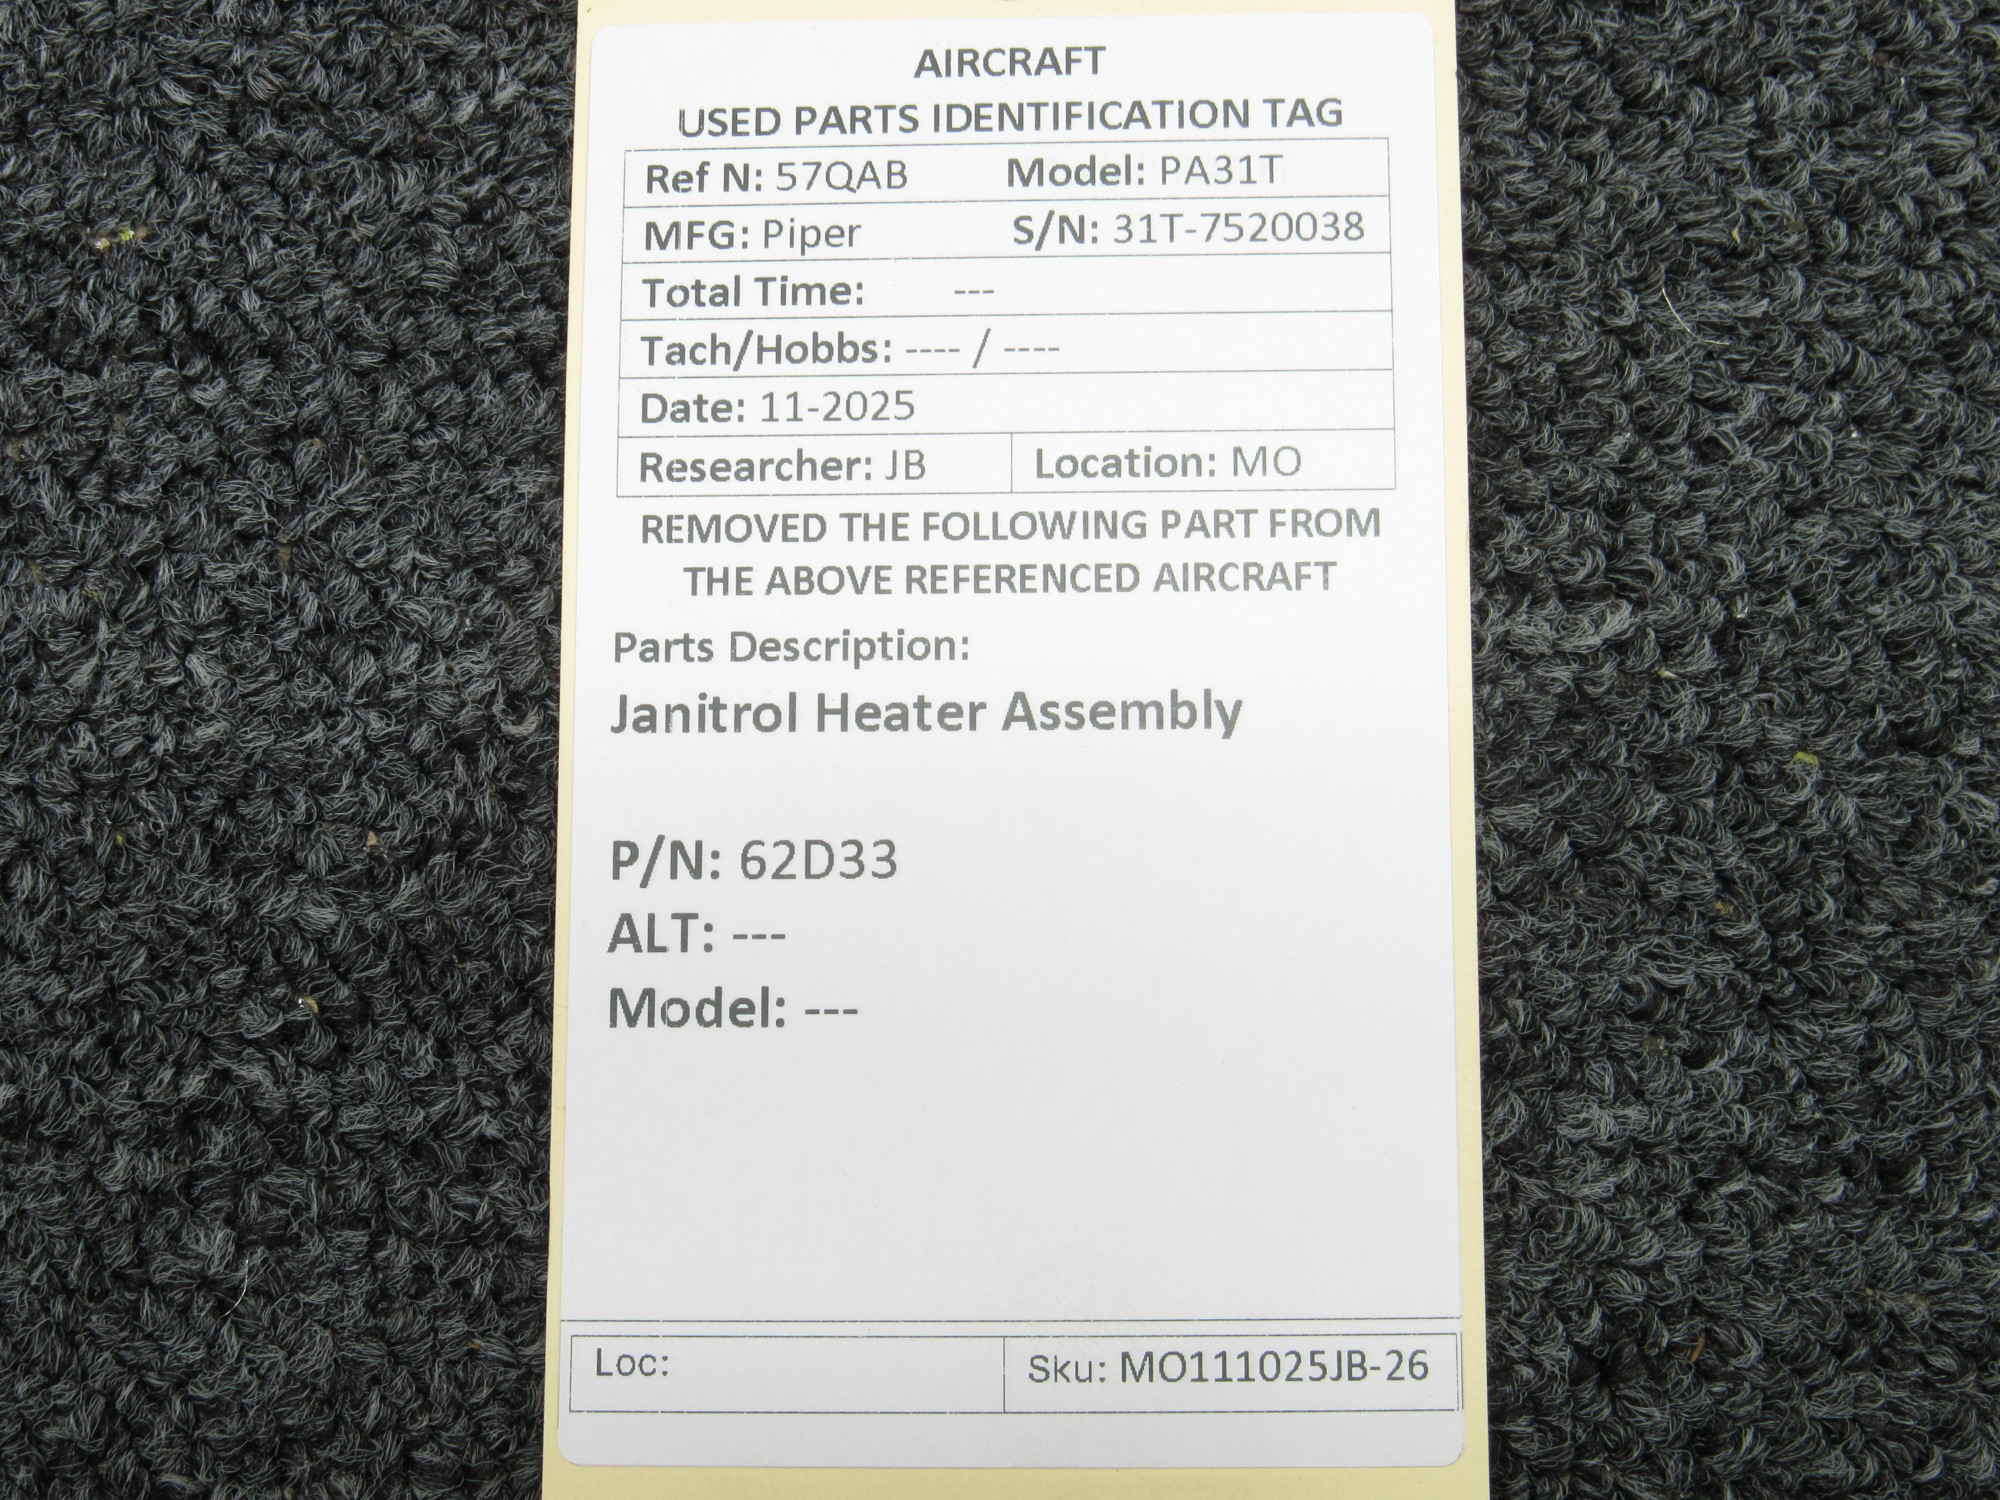 AIRCRAFT
USED PARTS IDENTIFICATION TAG
Ref N: 57QAB Model: PA31T
MFG: Piper S/N: 31T-7520038
Total Time: ---
Tach/Hobbs: ---- / ----
Date: 11-2025
Researcher: JB Location: MO
REMOVED THE FOLLOWING PART FROM
THE ABOVE REFERENCED AIRCRAFT
Parts Description:
Janitrol Heater Assembly
P/N: 62D33
ALT: ---
Model: ---
Loc: Sku: MO111025JB-26